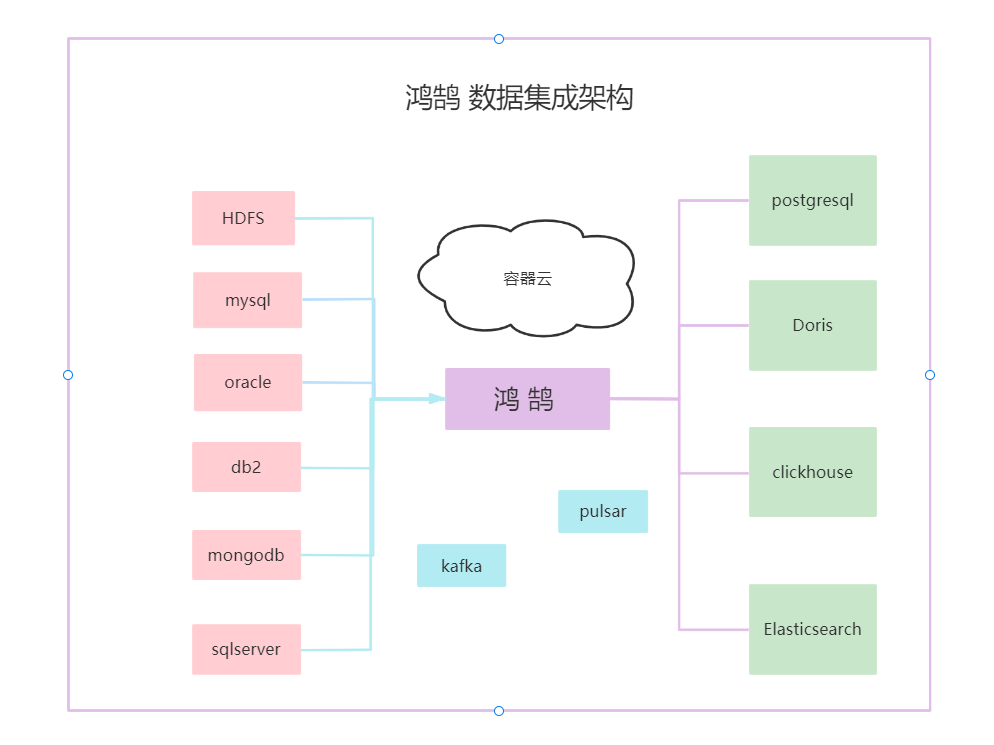 鸿鹄 数据集成架构
HDFS
mysql
oracle
db2
mongodb
sqlserver
容器云
鸿 鹄
pulsar
kafka
postgresql
Doris
clickhouse
Elasticsearch